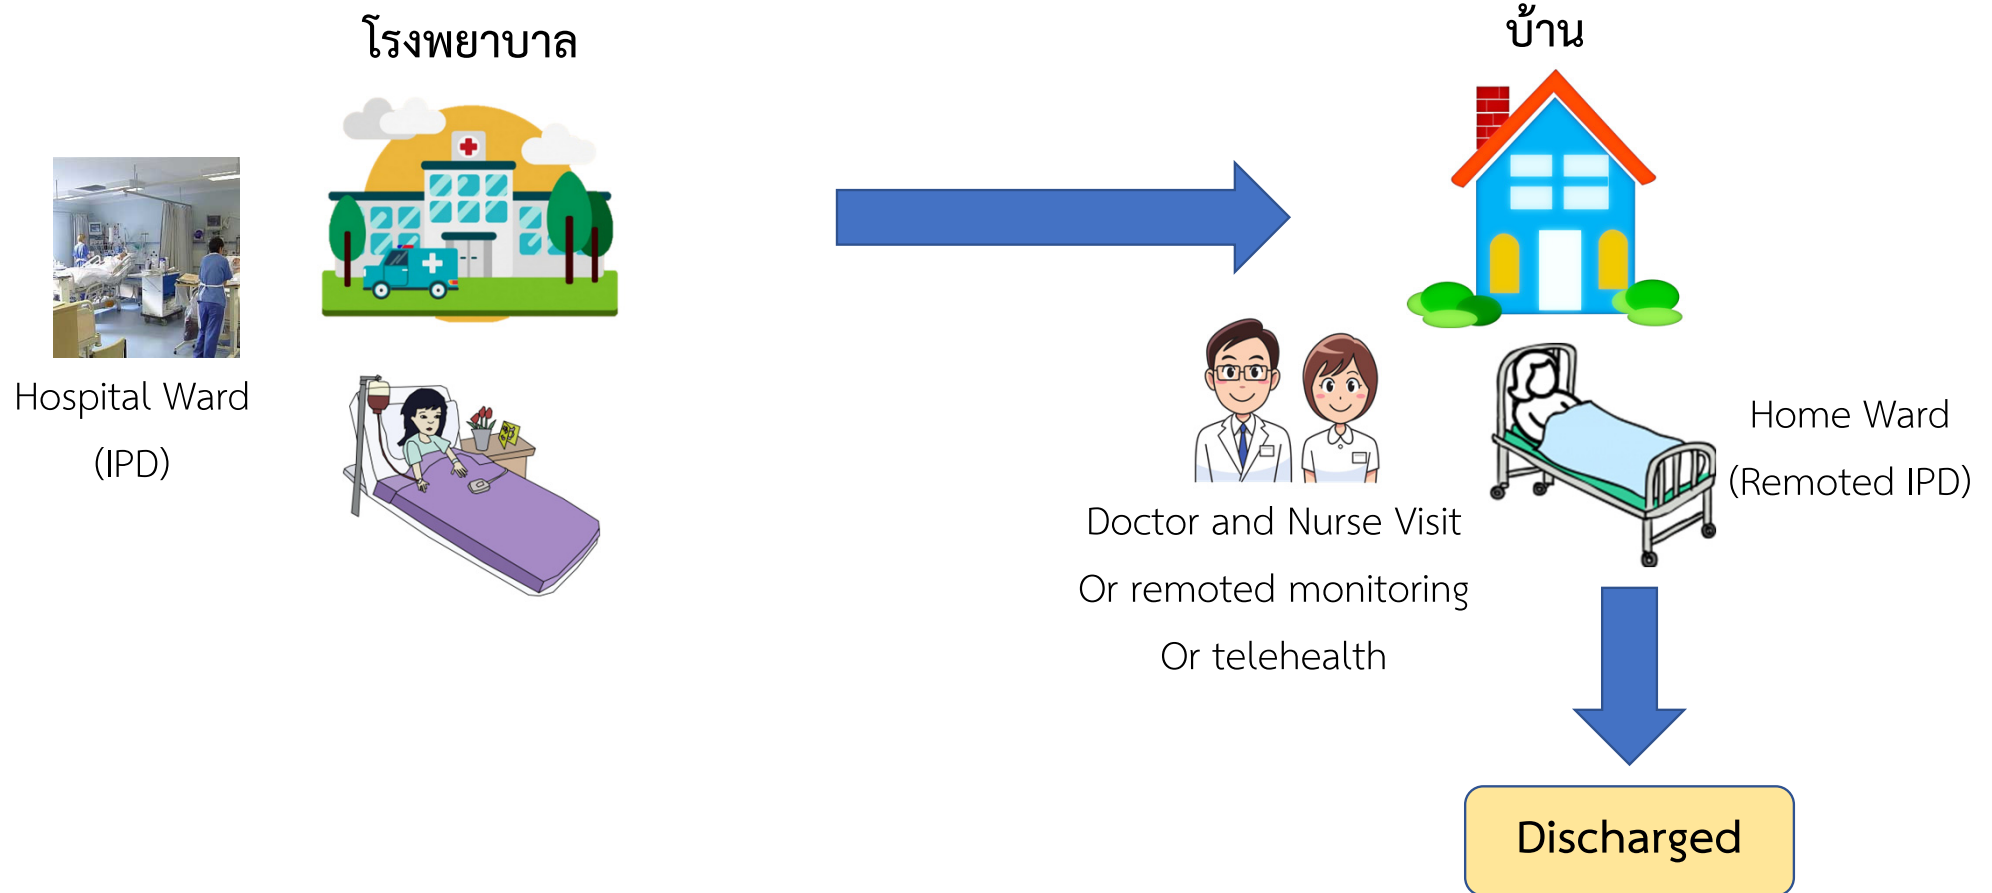 โรงพยาบาล
บ้าน
Hospital Ward
(IPD)
Doctor and Nurse Visit
Or remoted monitoring
Or telehealth
Home Ward
(Remoted IPD)
Discharged